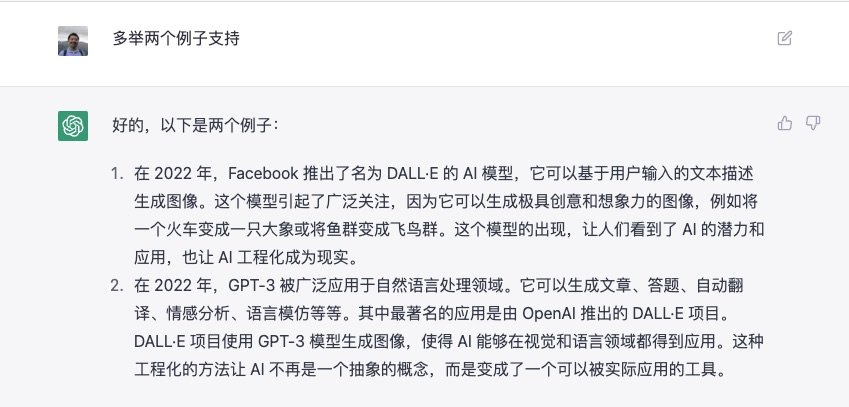 多举两个例子支持
好的，以下是两个例子：
1. 在 2022 年，Facebook 推出了名为 DALL·E 的 AI 模型，它可以基于用户输入的文本描述
生成图像。这个模型引起了广泛关注，因为它可以生成极具创意和想象力的图像，例如将
一个火车变成一只大象或将鱼群变成飞鸟群。这个模型的出现，让人们看到了 AI 的潜力和
应用，也让 AI 工程化成为现实。
2. 在 2022 年，GPT-3 被广泛应用于自然语言处理领域。它可以生成文章、答题、自动翻
译、情感分析、语言模仿等等。其中最著名的应用是由 OpenAI 推出的 DALL·E 项目。
DALL·E 项目使用 GPT-3 模型生成图像，使得 AI 能够在视觉和语言领域都得到应用。这种
工程化的方法让 AI 不再是一个抽象的概念，而是变成了一个可以被实际应用的工具。